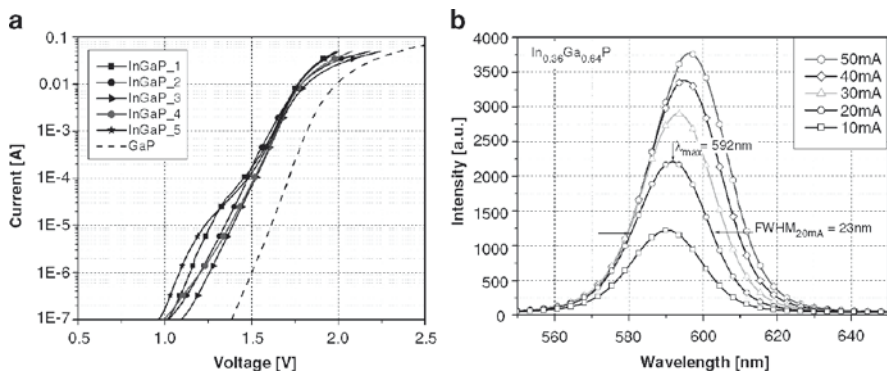 a
0.1
0.01
1E-3
1E-4
1E-5
1E-6
1E-7
Current [A]
InGaP_1
InGaP_2
InGaP_3
InGaP_4
InGaP_5
GaP
0.5 1.0 1.5 2.0 2.5
Voltage [V]
b
4000
3500
3000
2500
2000
1500
1000
500
0
Intensity [a.u.]
In0.36Ga0.64P
50mA
40mA
30mA
20mA
10mA
λmax = 592nm
FWHM20mA = 23nm
560 580 600 620 640
Wavelength [nm]